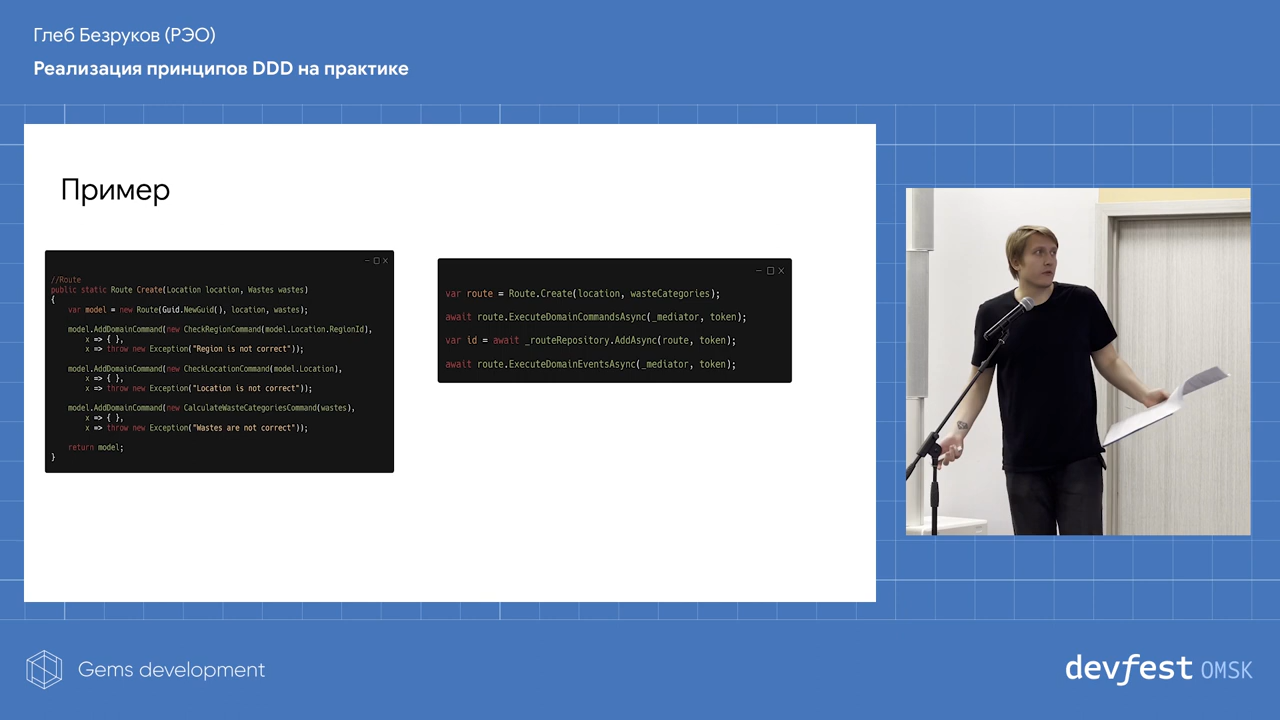 Глеб Безруков (РЭО)
Реализация принципов DDD на практике
Пример
//Route
public static Route Create(Location location, Wastes wastes)
{
var model = new Route(Guid.NewGuid(), location, wastes);
model.AddDomainCommand(new CheckRegionCommand(model.Location.RegionId),
x => { },
x => throw new Exception("Region is not correct"));
model.AddDomainCommand(new CheckLocationCommand(model.Location),
x => { },
x => throw new Exception("Location is not correct"));
model.AddDomainCommand(new CalculateWasteCategoriesCommand(wastes),
x => { },
x => throw new Exception("Wastes are not correct"));
return model;
}
var route = Route.Create(location, wasteCategories);
await route.ExecuteDomainCommandsAsync(_mediator, token);
var id = await _routeRepository.AddAsync(route, token);
await route.ExecuteDomainEventsAsync(_mediator, token);
Gems development
devfest OMSK